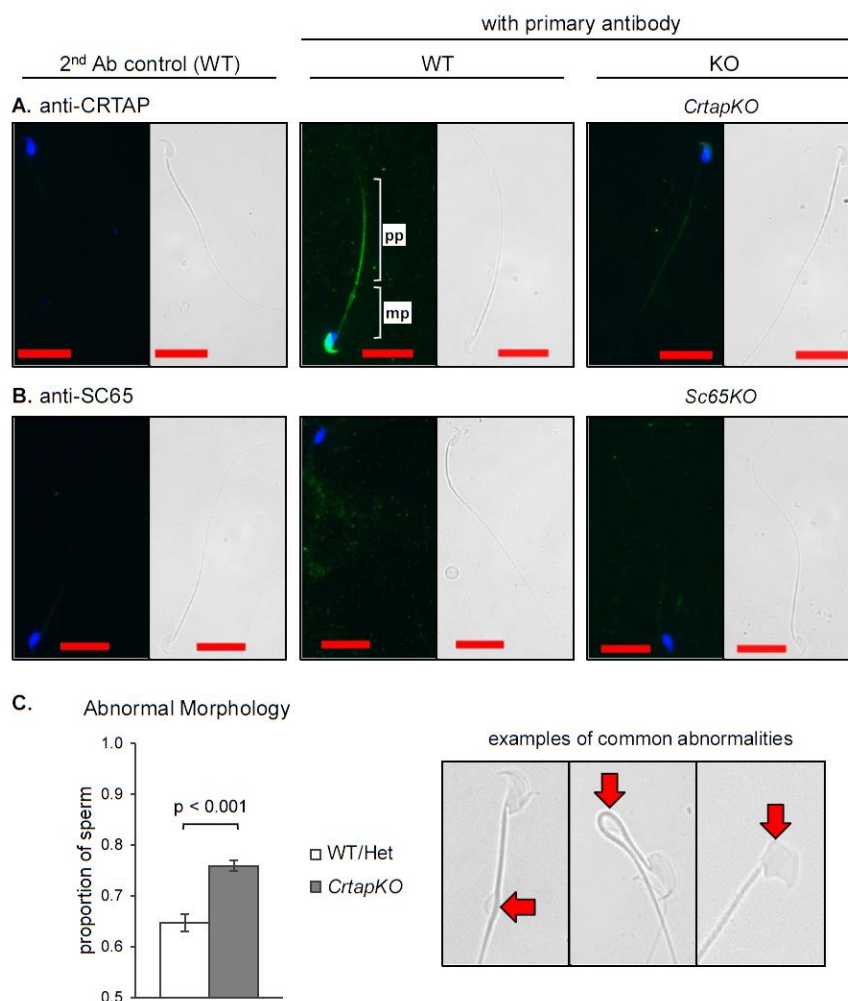 with primary antibody
2nd Ab control (WT)
WT
KO
A. anti-CRTAP
CrtapKO
pp
mp
B. anti-SC65
Sc65KO
C.
Abnormal Morphology
examples of common abnormalities
1.0
0.9
p < 0.001
0.8
WT/Het
0.7
CrtapKO
0.6
0.5
proportion of sperm